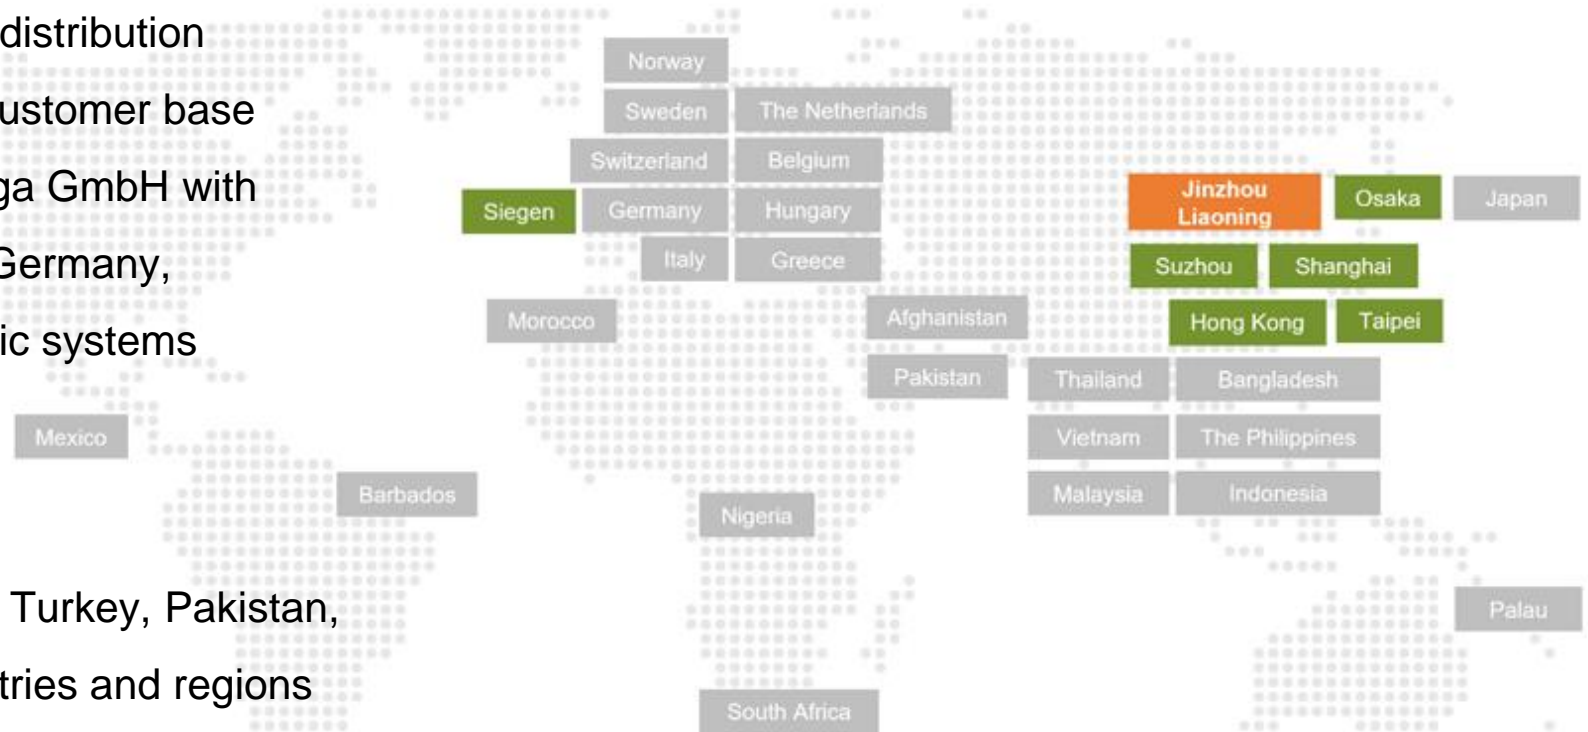 distribution
ustomer base
ga GmbH with
Germany,
ic systems
Turkey, Pakistan,
tries and regions
Norway
Sweden
The Netherlands
Switzerland
Belgium
Siegen
Germany
Hungary
Italy
Greece
Jinzhou
Liaoning
Osaka
Japan
Suzhou
Shanghai
Hong Kong
Taipei
Morocco
Afghanistan
Pakistan
Thailand
Bangladesh
Vietnam
The Philippines
Malaysia
Indonesia
Mexico
Barbados
Nigeria
Palau
South Africa